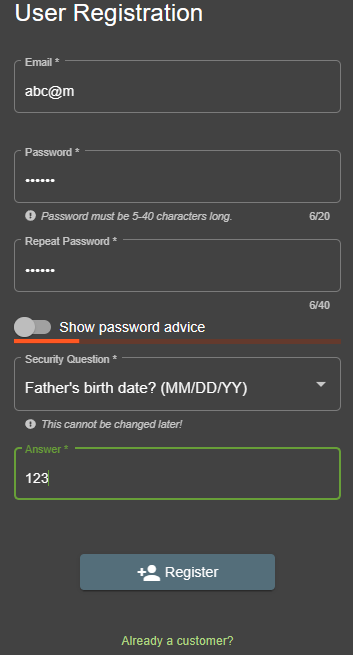 User Registration
Email *
abc@m
Password *
••••••
Password must be 5-40 characters long.
6/20
Repeat Password *
••••••
6/40
Show password advice
Security Question *
Father's birth date? (MM/DD/YY)
This cannot be changed later!
Answer *
123
Register
Already a customer?